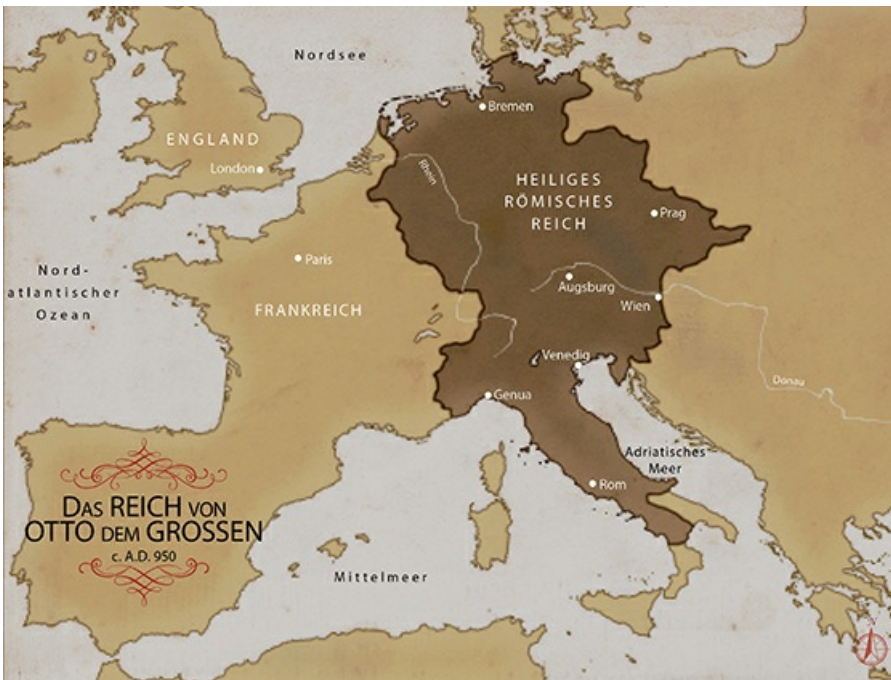 Nordsee
Bremen
ENGLAND
London
Rhein
HEILIGES
RÖMISCHES
REICH
Prag
Paris
Nord-
atlantischer
Ozean
Augsburg
Wien
FRANKREICH
Venedig
Donau
Genua
Adriatisches
Meer
Rom
DAS REICH VON
OTTO DEM GROSSEN
c. A.D. 950
Mittelmeer